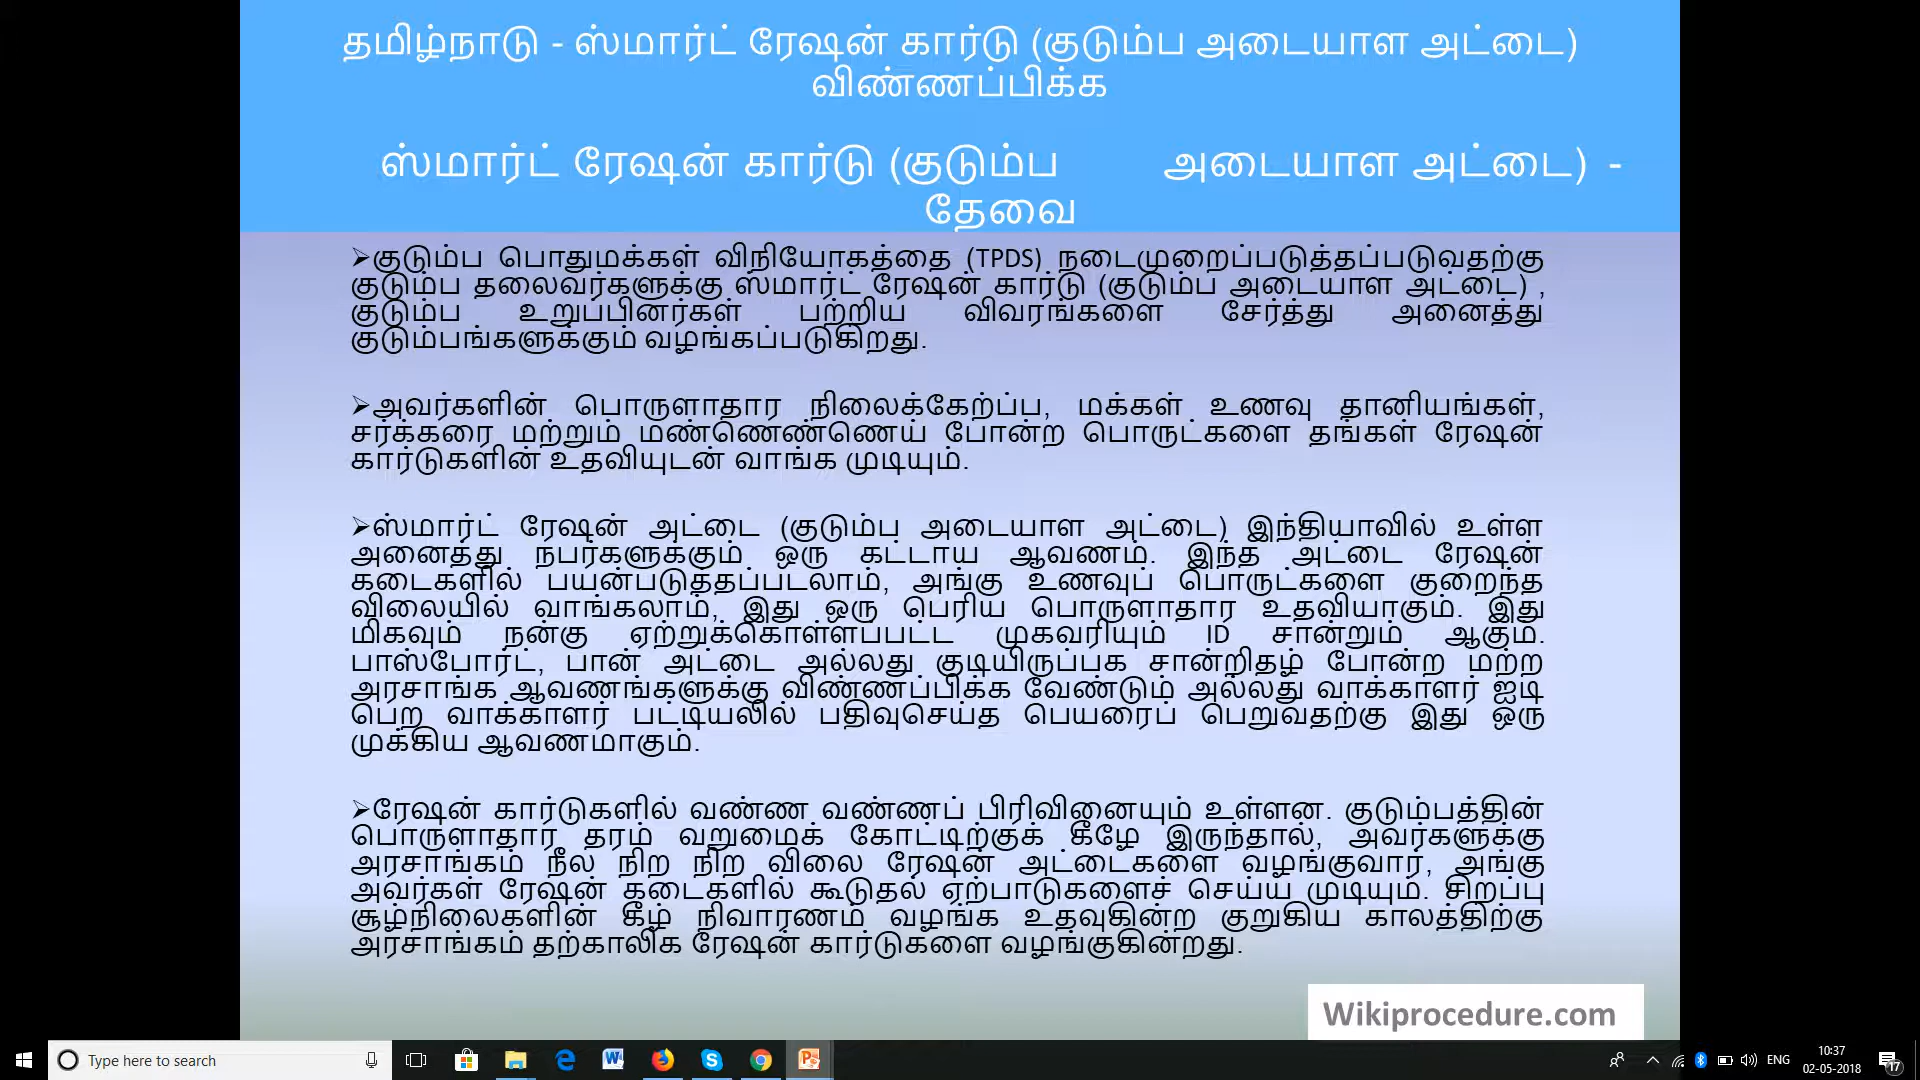 தமிழ்நாடு - ஸ்மார்ட் ரேஷன் கார்டு (குடும்ப அடையாள அட்டை)
விண்ணப்பிக்க
ஸ்மார்ட் ரேஷன் கார்டு (குடும்ப அடையாள அட்டை) -
தேவை
➢குடும்ப பொதுமக்கள் விநியோகத்தை (TPDS) நடைமுறைப்படுத்தப்படுவதற்கு
குடும்ப தலைவர்களுக்கு ஸ்மார்ட் ரேஷன் கார்டு (குடும்ப அடையாள அட்டை) ,
குடும்ப உறுப்பினர்கள் பற்றிய விவரங்களை சேர்த்து அனைத்து
குடும்பங்களுக்கும் வழங்கப்படுகிறது.
➢அவர்களின் பொருளாதார நிலைக்கேற்ப்ப, மக்கள் உணவு தானியங்கள்,
சர்க்கரை மற்றும் மண்ணெண்ணெய் போன்ற பொருட்களை தங்கள் ரேஷன்
கார்டுகளின் உதவியுடன் வாங்க முடியும்.
➢ஸ்மார்ட் ரேஷன் அட்டை (குடும்ப அடையாள அட்டை) இந்தியாவில் உள்ள
அனைத்து நபர்களுக்கும் ஒரு கட்டாய ஆவணம். இந்த அட்டை ரேஷன்
கடைகளில் பயன்படுத்தப்படலாம், அங்கு உணவுப் பொருட்களை குறைந்த
விலையில் வாங்கலாம், இது ஒரு பெரிய பொருளாதார உதவியாகும். இது
மிகவும் நன்கு ஏற்றுக்கொள்ளப்பட்ட முகவரியும் ID சான்றும் ஆகும்.
பாஸ்போர்ட், பான் அட்டை அல்லது குடியிருப்பக சான்றிதழ் போன்ற மற்ற
அரசாங்க ஆவணங்களுக்கு விண்ணப்பிக்க வேண்டும் அல்லது வாக்காளர் ஐடி
பெற வாக்காளர் பட்டியலில் பதிவுசெய்த பெயரைப் பெறுவதற்கு இது ஒரு
முக்கிய ஆவணமாகும்.
➢ரேஷன் கார்டுகளில் வண்ண வண்ணப் பிரிவினையும் உள்ளன. குடும்பத்தின்
பொருளாதார தரம் வறுமைக் கோட்டிற்குக் கீழே இருந்தால், அவர்களுக்கு
அரசாங்கம் நீல நிற நிற விலை ரேஷன் அட்டைகளை வழங்குவார், அங்கு
அவர்கள் ரேஷன் கடைகளில் கூடுதல் ஏற்பாடுகளைச் செய்ய முடியும். சிறப்பு
சூழ்நிலைகளின் கீழ் நிவாரணம் வழங்க உதவுகின்ற குறுகிய காலத்திற்கு
அரசாங்கம் தற்காலிக ரேஷன் கார்டுகளை வழங்குகின்றது.
Wikiprocedure.com
Type here to search
ENG
10:37
02-05-2018
17